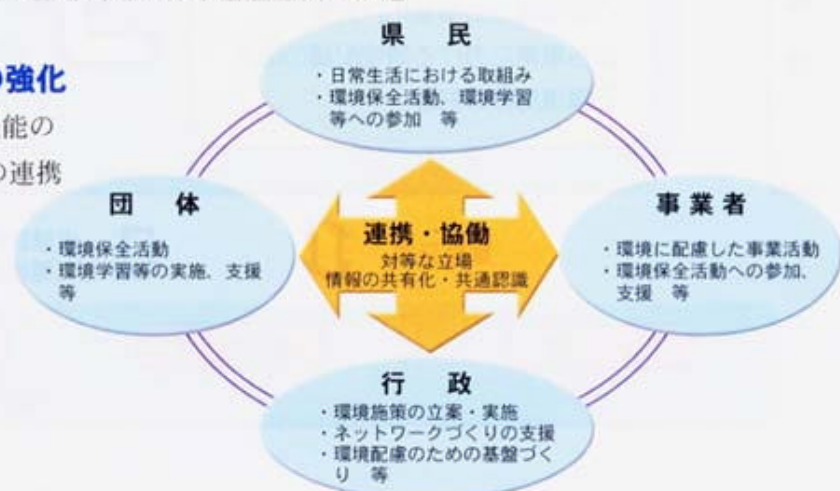 の強化
能の
の連携
県　民
・日常生活における取組み
・環境保全活動、環境学習
等への参加　等
団　体
・環境保全活動
・環境学習等の実施、支援
等
連携・協働
対等な立場
情報の共有化・共通認識
事業者
・環境に配慮した事業活動
・環境保全活動への参加、
支援　等
行　政
・環境施策の立案・実施
・ネットワークづくりの支援
・環境配慮のための基盤づく
り　等